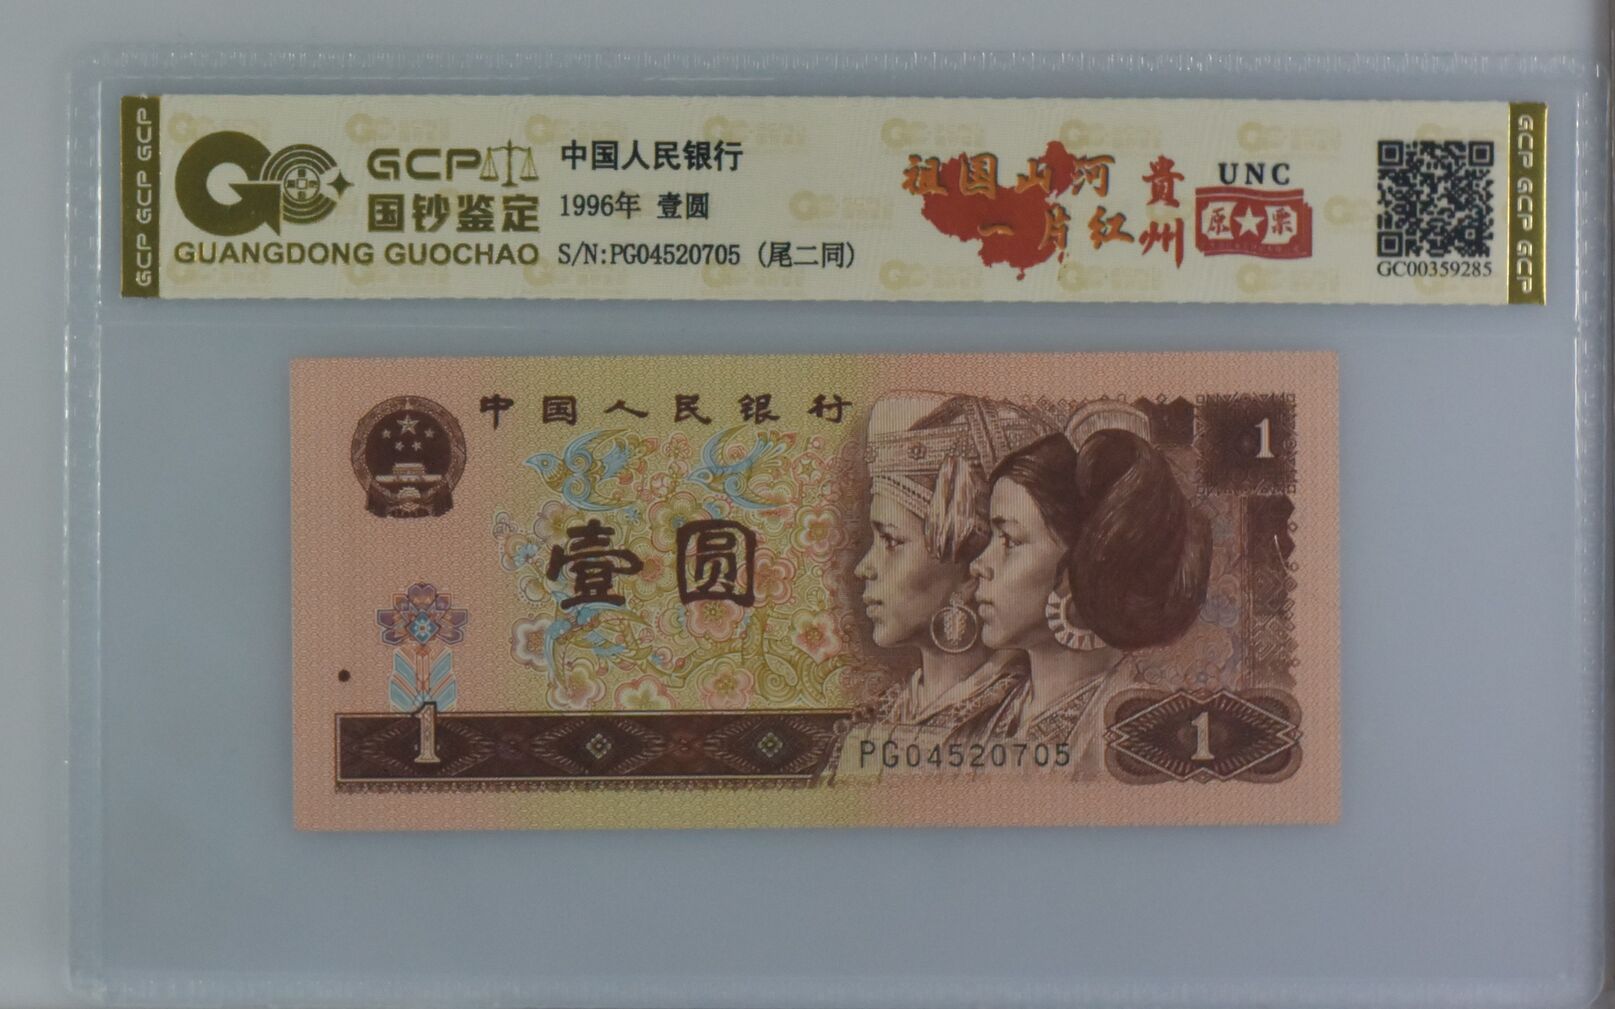 GCP GCP GCP
GCP
国钞鉴定
GUANGDONG GUOCHAO
中国人民银行
1996年 壹圆
S/N:PG04520705 (尾二同)
祖国山河
一片红
贵州
UNC
原★票
GC00359285
GCP GCP GCP
中国人民银行
1
壹圆
1
PG04520705
1